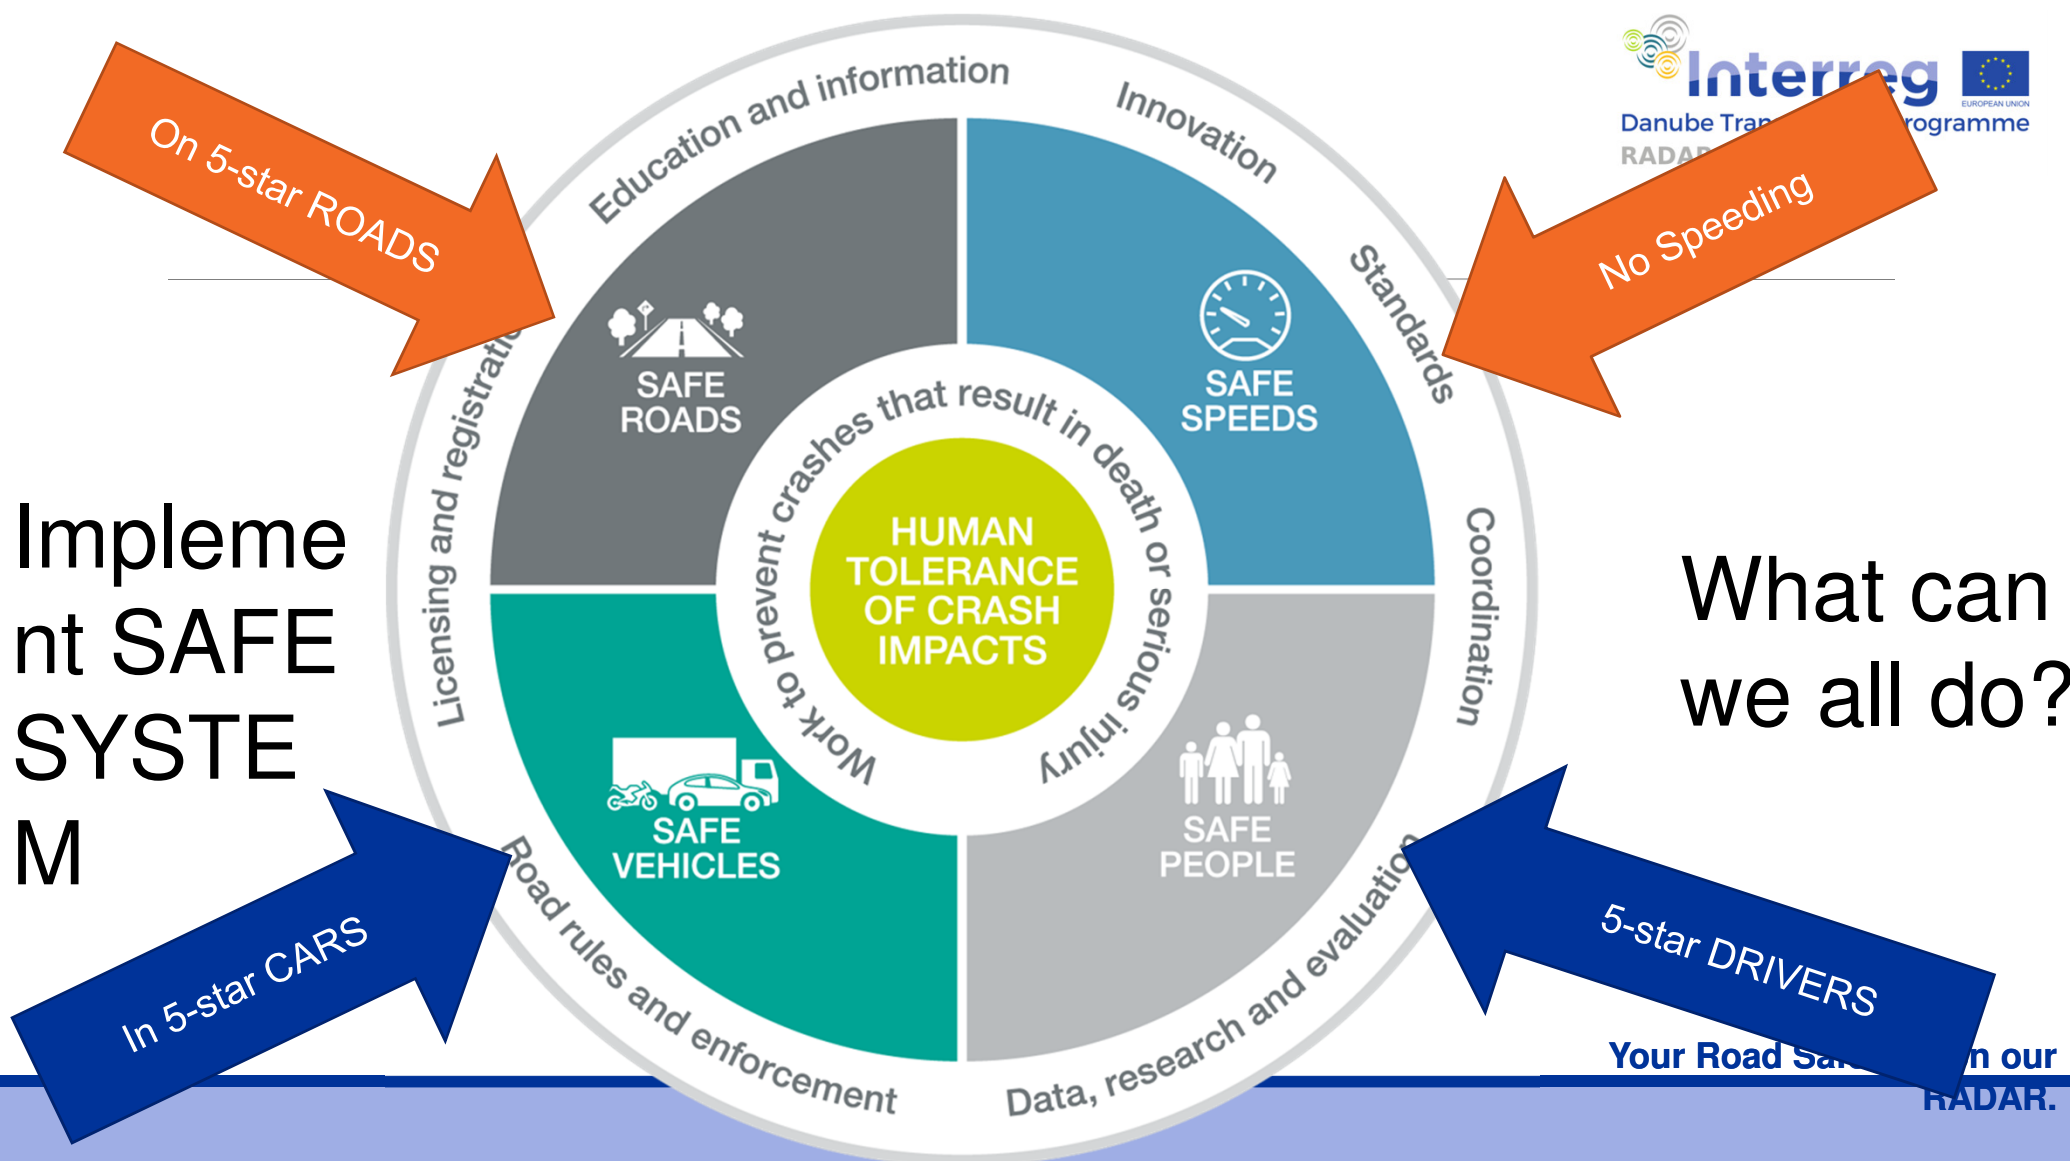 Interreg
EUROPEAN UNION
Danube Tran rogramme
RADAR
On 5-star ROADS
No Speeding
Education and information
Innovation
Standards
Coordination
Data, research and evaluation
Road rules and enforcement
Licensing and registratio
SAFE
ROADS
SAFE
SPEEDS
SAFE
VEHICLES
SAFE
PEOPLE
Work to prevent crashes that result in death or serious injury
HUMAN
TOLERANCE
OF CRASH
IMPACTS
Impleme
nt SAFE
SYSTE
M
What can
we all do?
In 5-star CARS
5-star DRIVERS
Your Road Sa n our
RADAR.